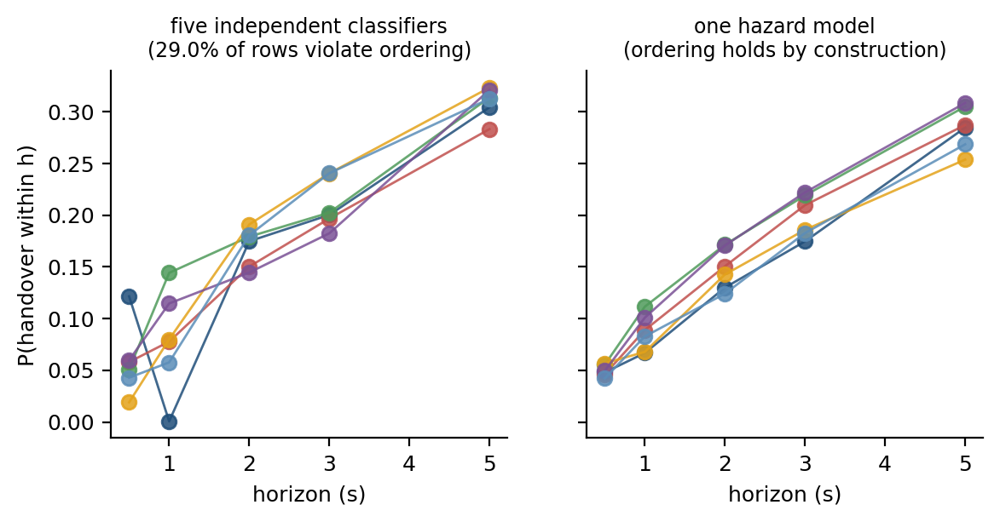 five independent classifiers
(29.0% of rows violate ordering)
one hazard model
(ordering holds by construction)
P(handover within h)
0.30
0.25
0.20
0.15
0.10
0.05
0.00
1 2 3 4 5
horizon (s)
1 2 3 4 5
horizon (s)